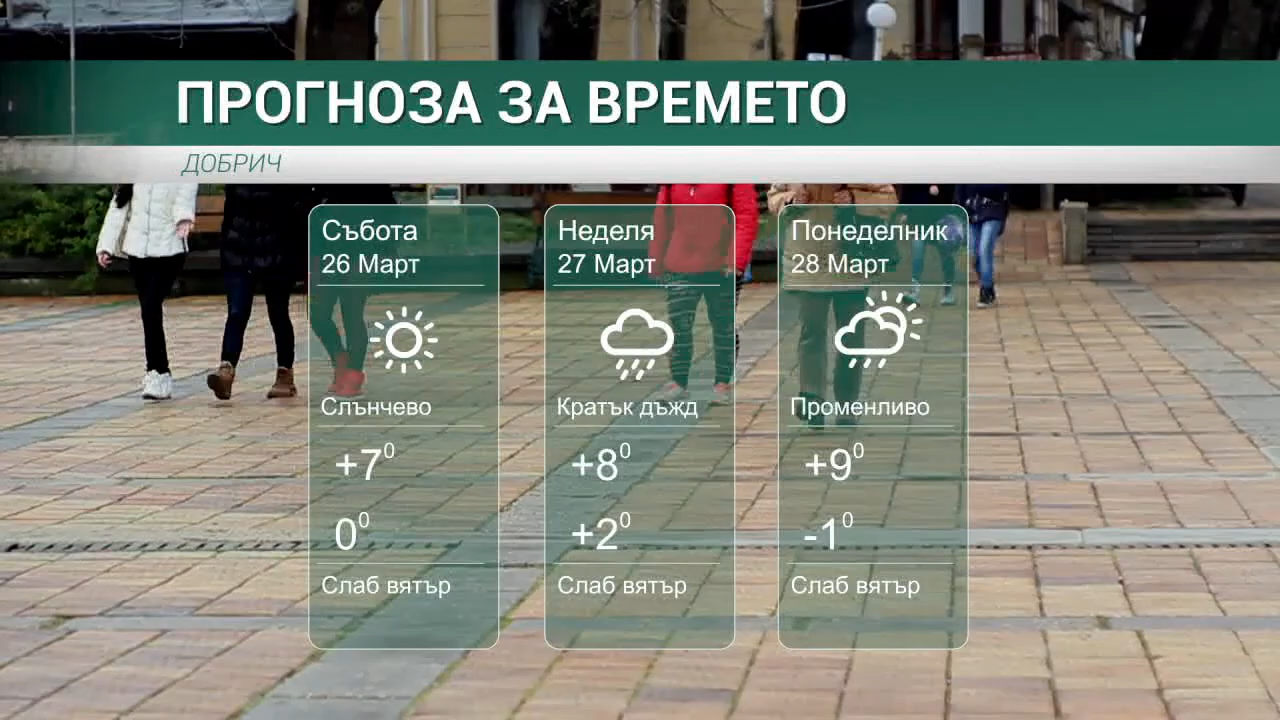 ПРОГНОЗА ЗА ВРЕМЕТО
ДОБРИЧ
Събота
26 Март
Слънчево
+7⁰
0⁰
Слаб вятър
Неделя
27 Март
Кратък дъжд
+8⁰
+2⁰
Слаб вятър
Понеделник
28 Март
Променливо
+9⁰
-1⁰
Слаб вятър